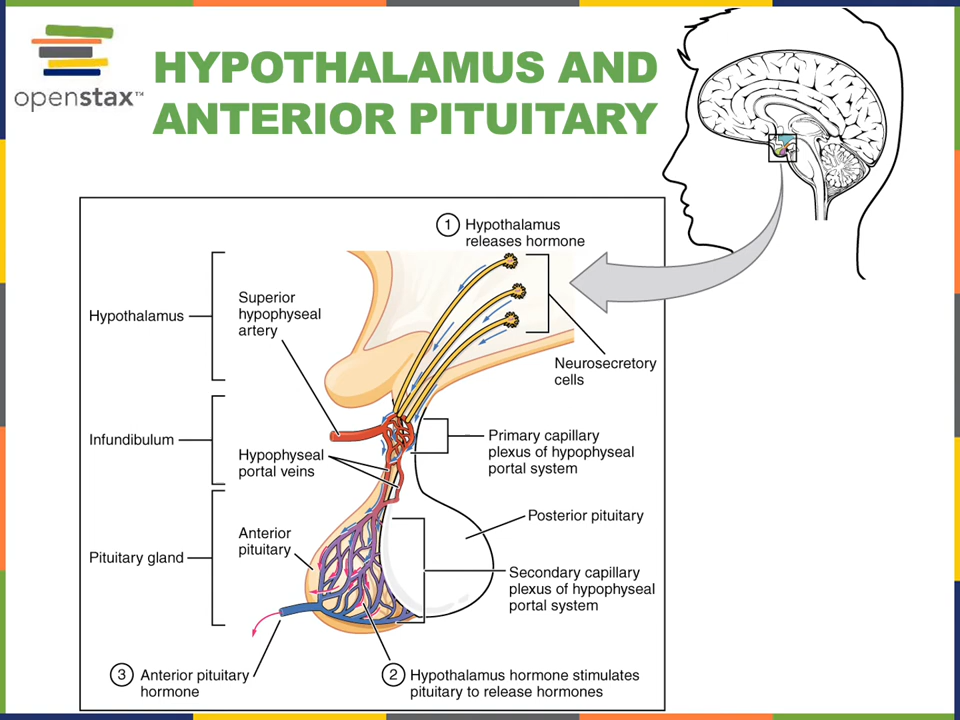 openstax™
HYPOTHALAMUS AND
ANTERIOR PITUITARY
1 Hypothalamus
releases hormone
Hypothalamus
Superior
hypophyseal
artery
Neurosecretory
cells
Infundibulum
Hypophyseal
portal veins
Primary capillary
plexus of hypophyseal
portal system
Pituitary gland
Anterior
pituitary
Posterior pituitary
Secondary capillary
plexus of hypophyseal
portal system
3 Anterior pituitary
hormone
2 Hypothalamus hormone stimulates
pituitary to release hormones